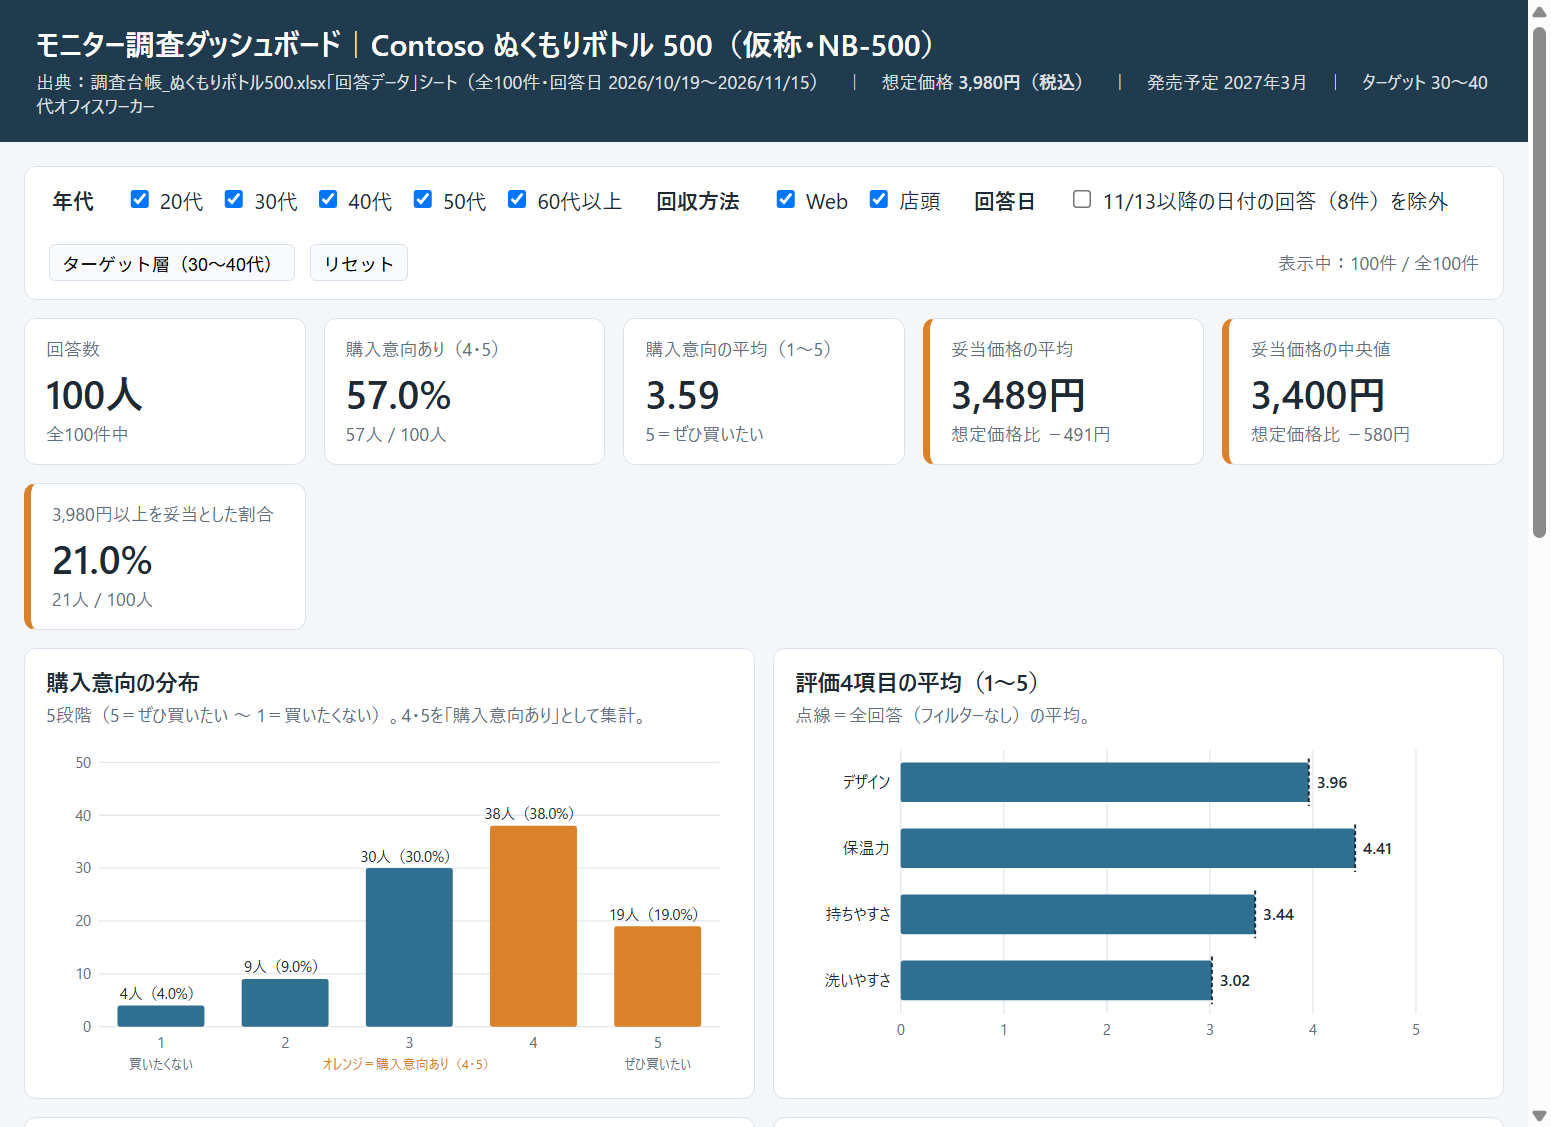 モニター調査ダッシュボード｜Contoso ぬくもりボトル 500（仮称・NB-500）
出典：調査台帳_ぬくもりボトル500.xlsx「回答データ」シート（全100件・回答日 2026/10/19～2026/11/15） ｜ 想定価格 3,980円（税込） ｜ 発売予定 2027年3月 ｜ ターゲット 30～40
代オフィスワーカー
年代 20代 30代 40代 50代 60代以上 回収方法 Web 店頭 回答日 11/13以降の日付の回答（8件）を除外
ターゲット層（30～40代） リセット 表示中：100件 / 全100件
回答数
100人
全100件中
購入意向あり（4・5）
57.0%
57人 / 100人
購入意向の平均（1～5）
3.59
5＝ぜひ買いたい
妥当価格の平均
3,489円
想定価格比 －491円
妥当価格の中央値
3,400円
想定価格比 －580円
3,980円以上を妥当とした割合
21.0%
21人 / 100人
購入意向の分布
5段階（5＝ぜひ買いたい ～ 1＝買いたくない）。4・5を「購入意向あり」として集計。
50
40
30
20
10
0
4人（4.0%）
9人（9.0%）
30人（30.0%）
38人（38.0%）
19人（19.0%）
1 2 3 4 5
買いたくない オレンジ＝購入意向あり（4・5） ぜひ買いたい
評価4項目の平均（1～5）
点線＝全回答（フィルターなし）の平均。
デザイン 3.96
保温力 4.41
持ちやすさ 3.44
洗いやすさ 3.02
0 1 2 3 4 5